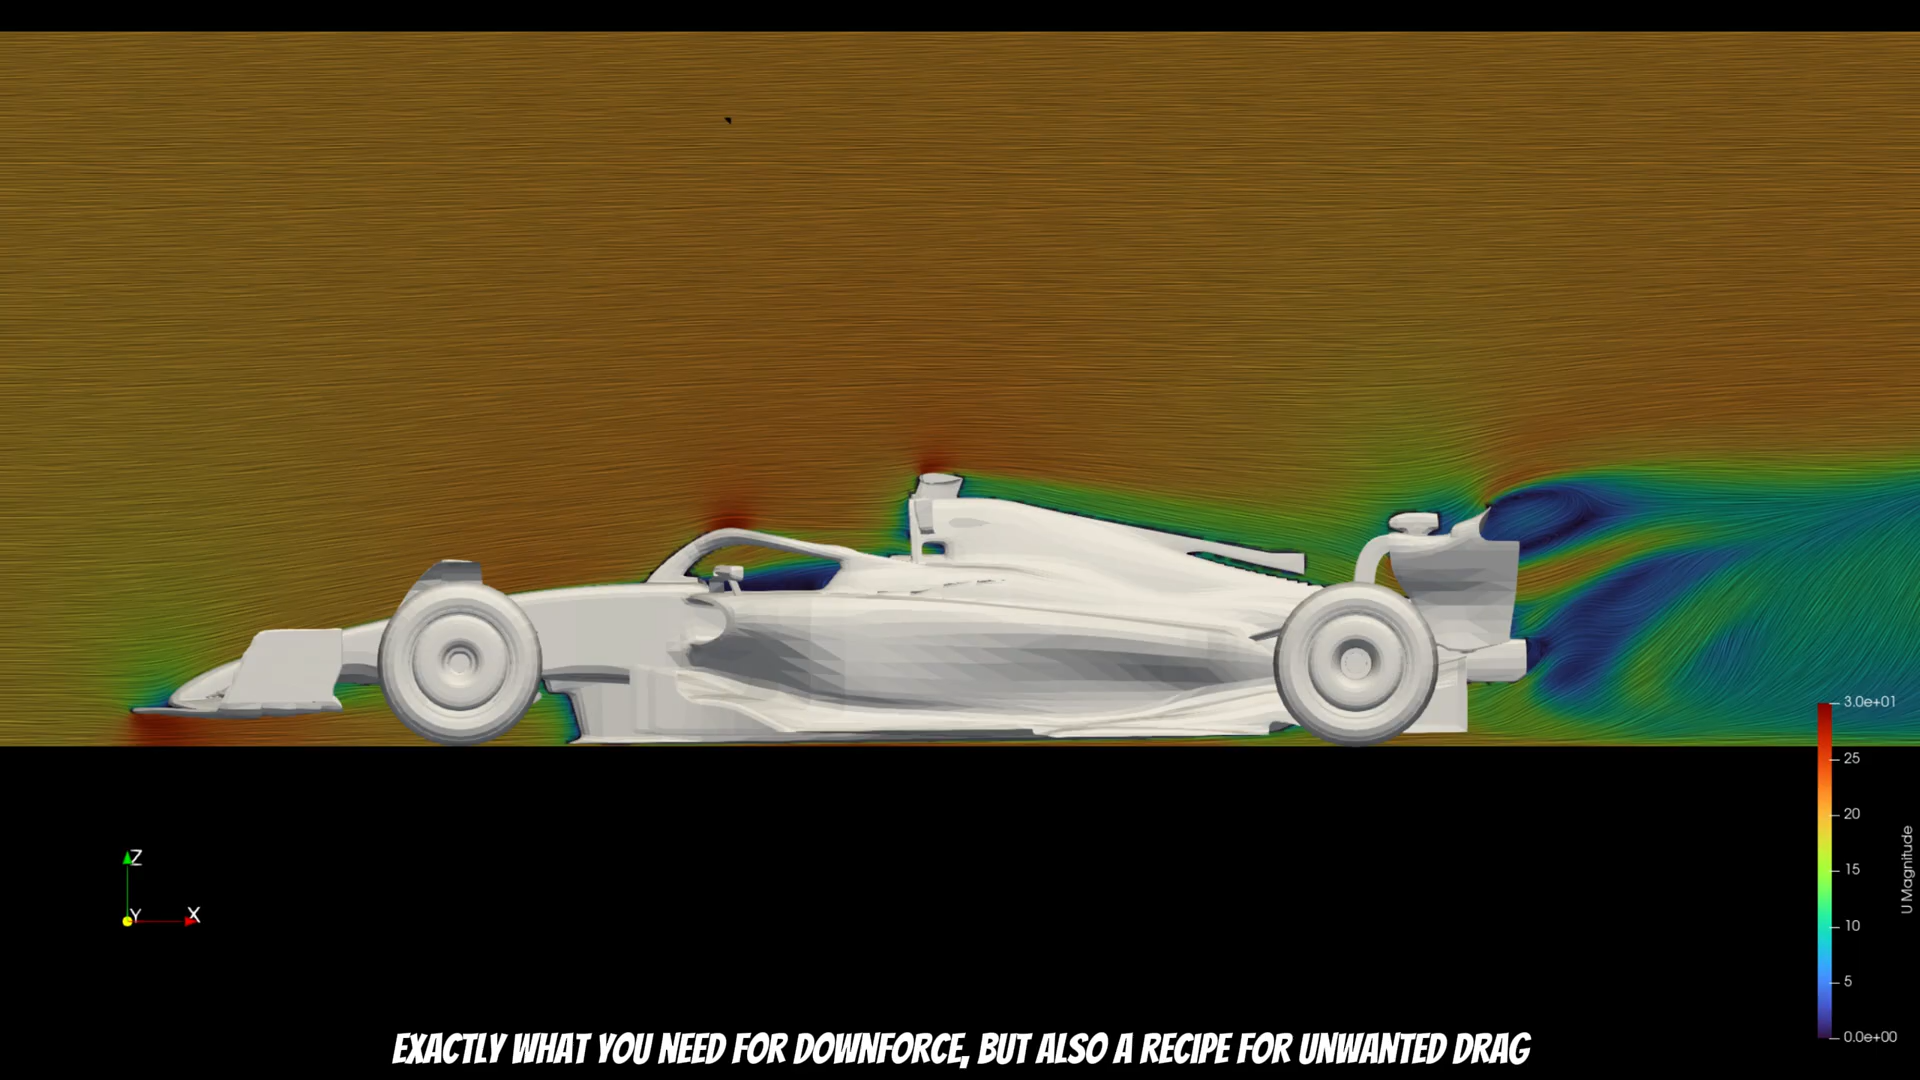 3.0e+01
25
20
15
10
5
0.0e+00
U Magnitude
Z
Y
X
EXACTLY WHAT YOU NEED FOR DOWNFORCE, BUT ALSO A RECIPE FOR UNWANTED DRAG